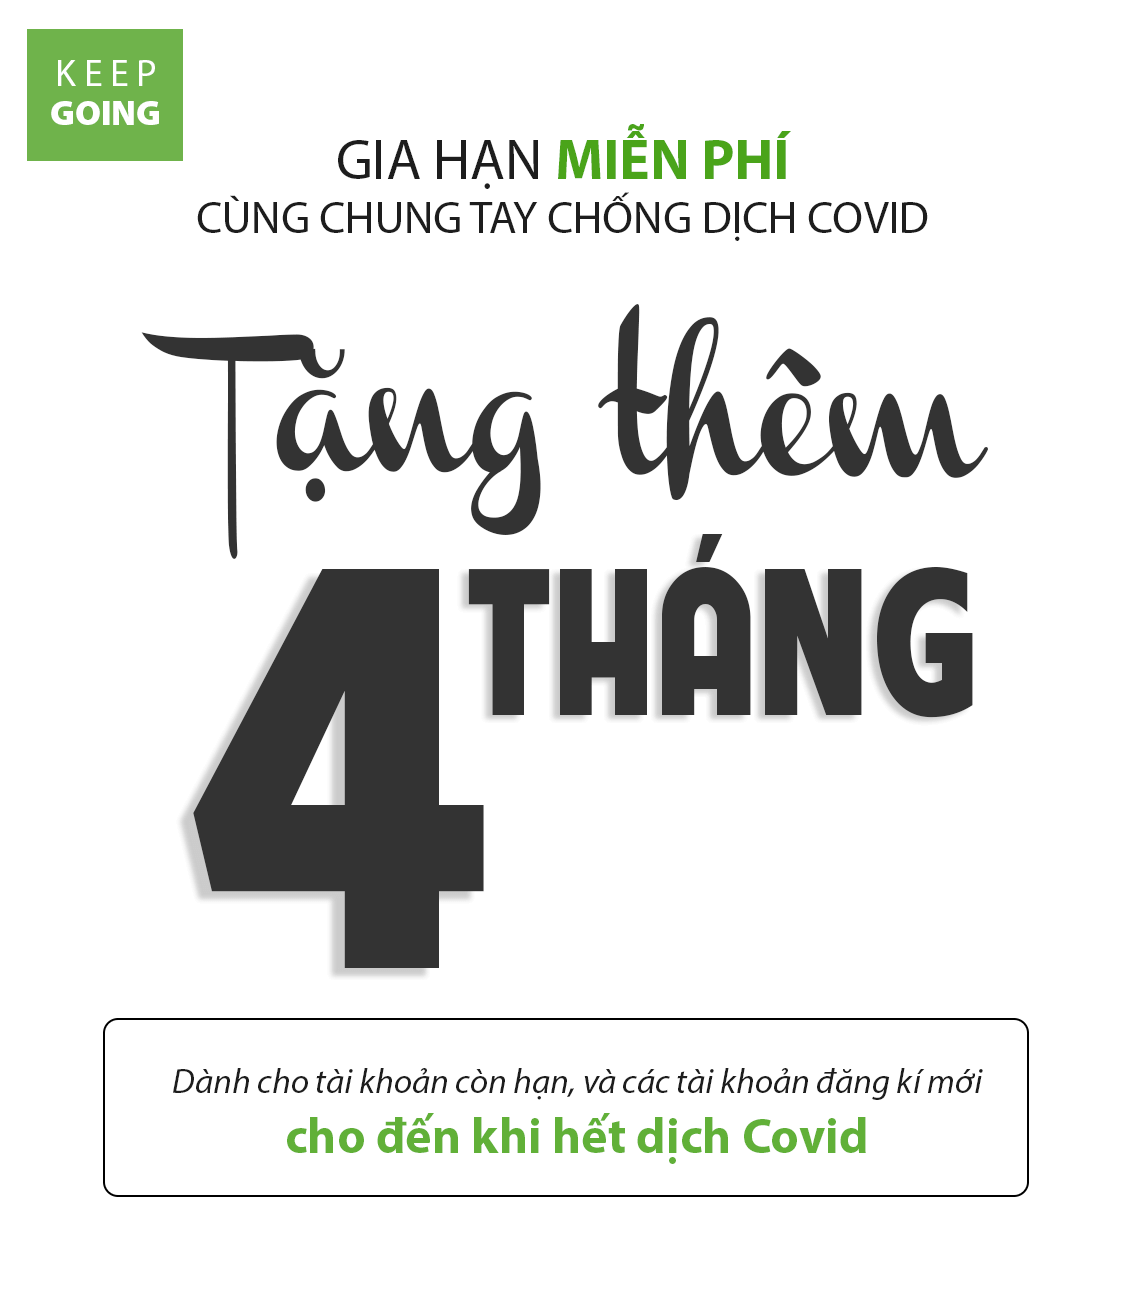 KEEP
GOING
GIA HẠN MIỄN PHÍ
CÙNG CHUNG TAY CHỐNG DỊCH COVID
Tặng thêm
4 THÁNG
Dành cho tài khoản còn hạn, và các tài khoản đăng kí mới
cho đến khi hết dịch Covid